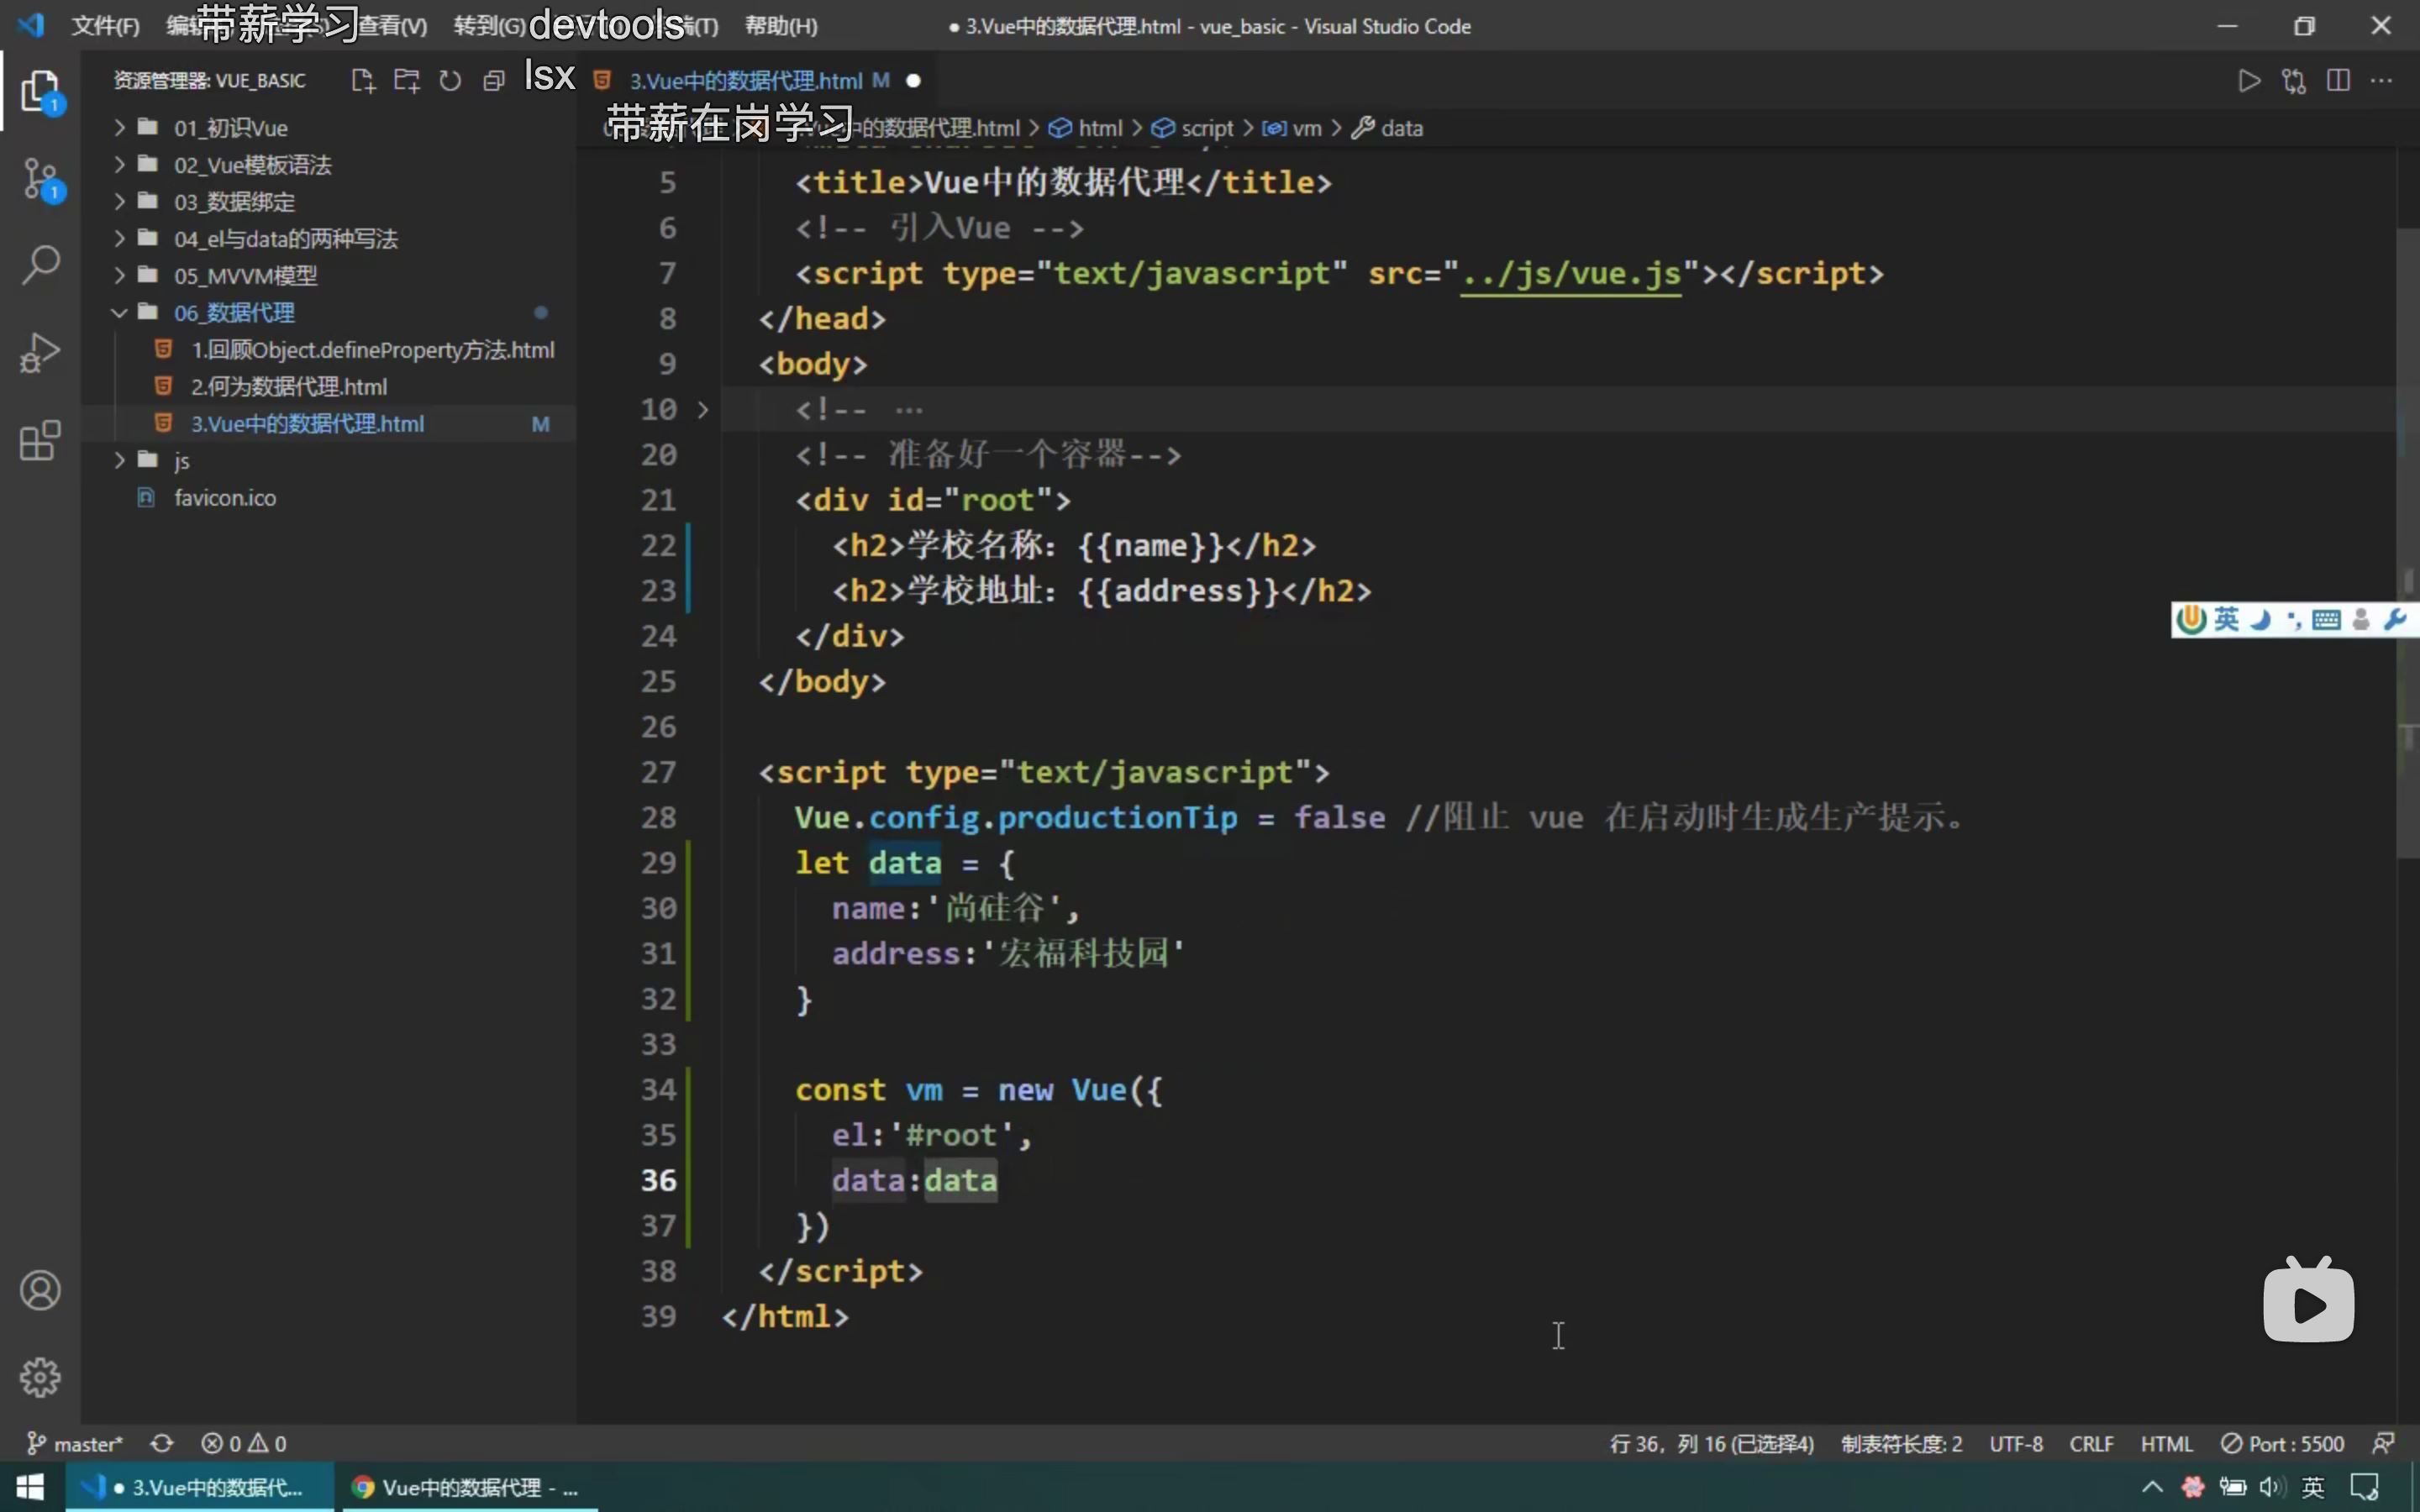 文件(F) 查看(V) 转到(G) 帮助(H)
● 3.Vue中的数据代理.html - vue_basic - Visual Studio Code
带薪学习
devtools
lsx
带薪在岗学习
资源管理器: VUE_BASIC
3.Vue中的数据代理.html M
中的数据代理.html > html > script > vm > data
01_初识Vue
02_Vue模板语法
03_数据绑定
04_el与data的两种写法
05_MVVM模型
06_数据代理
1.回顾Object.defineProperty方法.html
2.何为数据代理.html
3.Vue中的数据代理.html M
js
favicon.ico
1
1
5 <title>Vue中的数据代理</title>
6 <!-- 引入Vue -->
7 <script type="text/javascript" src="../js/vue.js"></script>
8 </head>
9 <body>
10 <!-- ···
20 <!-- 准备好一个容器-->
21 <div id="root">
22 <h2>学校名称：{{name}}</h2>
23 <h2>学校地址：{{address}}</h2>
24 </div>
25 </body>
26
27 <script type="text/javascript">
28 Vue.config.productionTip = false //阻止 vue 在启动时生成生产提示。
29 let data = {
30 name:'尚硅谷',
31 address:'宏福科技园'
32 }
33
34 const vm = new Vue({
35 el:'#root',
36 data:data
37 })
38 </script>
39 </html>
英
master* 0 0
行 36，列 16 (已选择4) 制表符长度: 2 UTF-8 CRLF HTML Port : 5500
● 3.Vue中的数据代... Vue中的数据代理 - ... 英